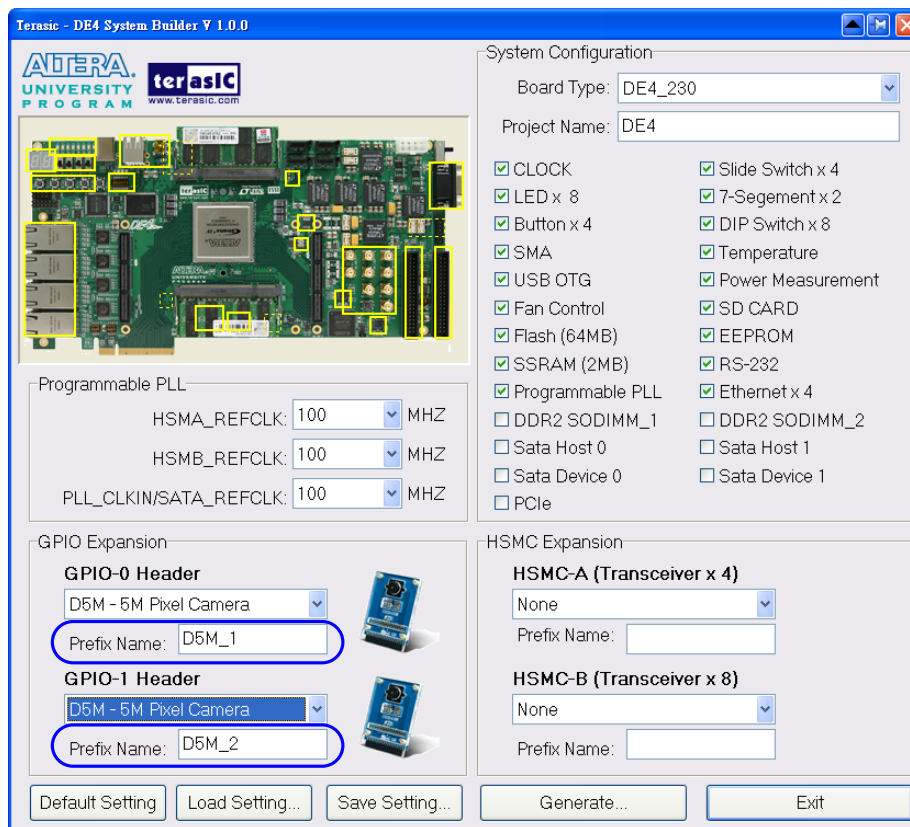 Terasic - DE4 System Builder V 1.0.0
ALTERA.
UNIVERSITY
PROGRAM
terasIC
www.terasic.com
System Configuration
Board Type: DE4_230
Project Name: DE4
CLOCK
Slide Switch x 4
LED x 8
7-Segement x 2
Button x 4
DIP Switch x 8
SMA
Temperature
USB OTG
Power Measurement
Fan Control
SD CARD
Flash (64MB)
EEPROM
SSRAM (2MB)
RS-232
Programmable PLL
Ethernet x 4
DDR2 SODIMM_1
DDR2 SODIMM_2
Sata Host 0
Sata Host 1
Sata Device 0
Sata Device 1
PCIe
Programmable PLL
HSMA_REFCLK: 100 MHZ
HSMB_REFCLK: 100 MHZ
PLL_CLKIN/SATA_REFCLK: 100 MHZ
GPIO Expansion
GPIO-0 Header
D5M - 5M Pixel Camera
Prefix Name: D5M_1
GPIO-1 Header
D5M - 5M Pixel Camera
Prefix Name: D5M_2
HSMC Expansion
HSMC-A (Transceiver x 4)
None
Prefix Name:
HSMC-B (Transceiver x 8)
None
Prefix Name:
Default Setting
Load Setting...
Save Setting...
Generate...
Exit